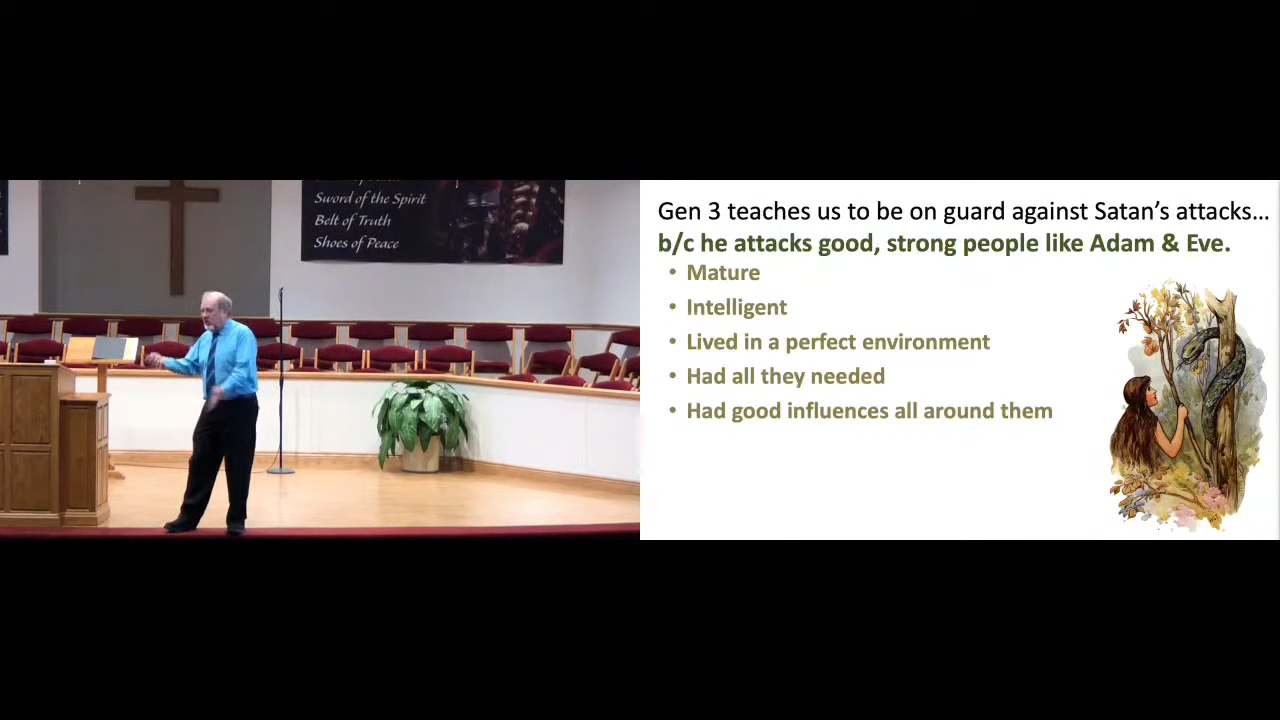 Sword of the Spirit
Belt of Truth
Shoes of Peace
Gen 3 teaches us to be on guard against Satan's attacks…
b/c he attacks good, strong people like Adam & Eve.
• Mature
• Intelligent
• Lived in a perfect environment
• Had all they needed
• Had good influences all around them